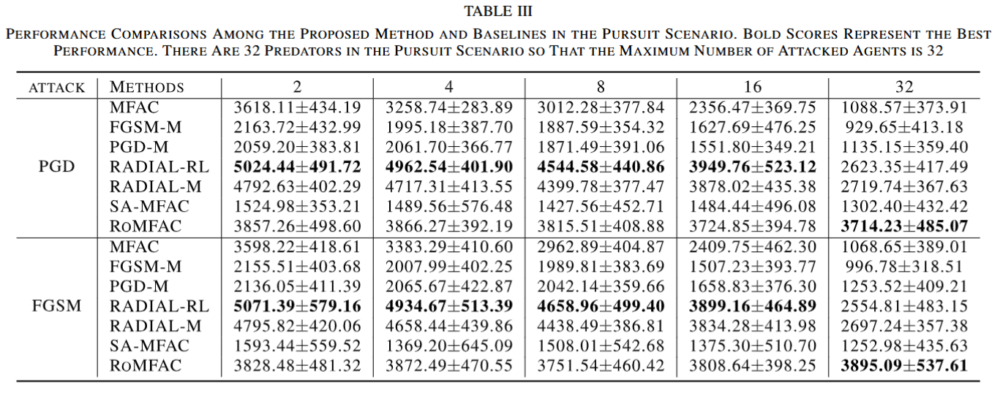 TABLE III
PERFORMANCE COMPARISONS AMONG THE PROPOSED METHOD AND BASELINES IN THE PURSUIT SCENARIO. BOLD SCORES REPRESENT THE BEST
PERFORMANCE. THERE ARE 32 PREDATORS IN THE PURSUIT SCENARIO SO THAT THE MAXIMUM NUMBER OF ATTACKED AGENTS IS 32
ATTACK METHODS 2 4 8 16 32
MFAC 3618.11±434.19 3258.74±283.89 3012.28±377.84 2356.47±369.75 1088.57±373.91
FGSM-M 2163.72±432.99 1995.18±387.70 1887.59±354.32 1627.69±476.25 929.65±413.18
PGD-M 2059.20±383.81 2061.70±366.77 1871.49±391.06 1551.80±349.21 1135.15±359.40
PGD RADIAL-RL 5024.44±491.72 4962.54±401.90 4544.58±440.86 3949.76±523.12 2623.35±417.49
RADIAL-M 4792.63±402.29 4717.31±413.55 4399.78±377.47 3878.02±435.38 2719.74±367.63
SA-MFAC 1524.98±353.21 1489.56±576.48 1427.56±452.71 1484.44±496.08 1302.40±432.42
ROMFAC 3857.26±498.60 3866.27±392.19 3815.51±408.88 3724.85±394.78 3714.23±485.07
MFAC 3598.22±418.61 3383.29±410.60 2962.89±404.87 2409.75±462.30 1068.65±389.01
FGSM-M 2155.51±403.68 2007.99±402.25 1989.81±383.69 1507.23±393.77 996.78±318.51
PGD-M 2136.05±411.39 2065.67±422.87 2042.14±359.66 1658.83±376.30 1253.52±409.21
FGSM RADIAL-RL 5071.39±579.16 4934.67±513.39 4658.96±499.40 3899.16±464.89 2554.81±483.15
RADIAL-M 4795.82±420.06 4658.44±439.86 4438.49±386.81 3834.28±413.98 2697.24±357.38
SA-MFAC 1593.44±559.52 1369.20±645.09 1508.01±542.68 1375.30±510.70 1252.98±435.63
ROMFAC 3828.48±481.32 3872.49±470.55 3751.54±460.42 3808.64±398.25 3895.09±537.61